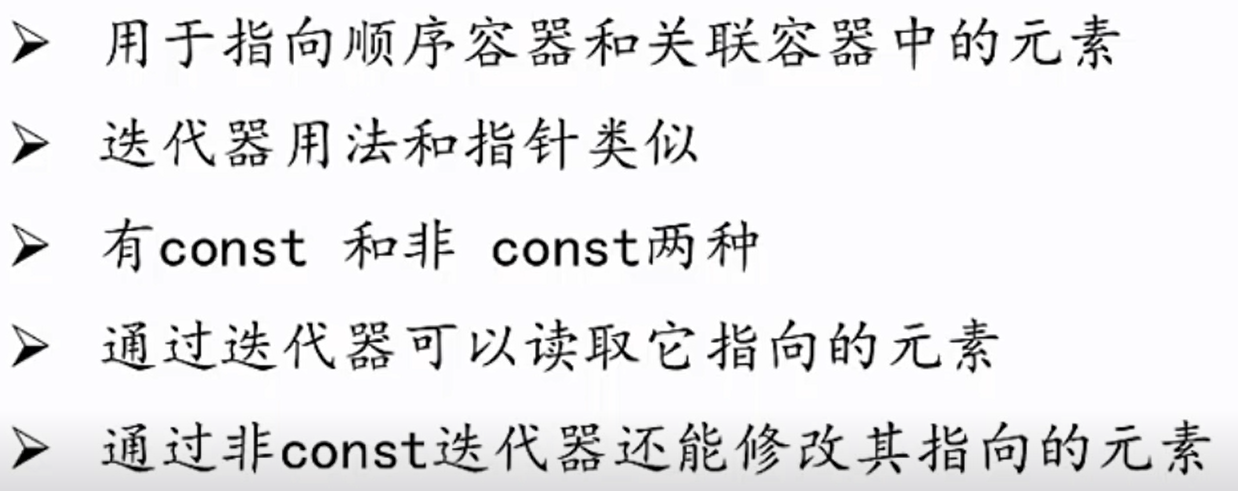 ➢ 用于指向顺序容器和关联容器中的元素
➢ 迭代器用法和指针类似
➢ 有const 和非 const两种
➢ 通过迭代器可以读取它指向的元素
➢ 通过非const迭代器还能修改其指向的元素